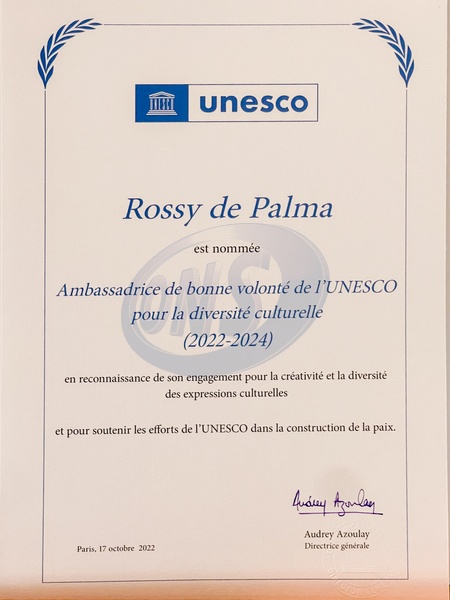 unesco
Rossy de Palma
est nommée
Ambassadrice de bonne volonté de l'UNESCO
pour la diversité culturelle
(2022-2024)
ONS
en reconnaissance de son engagement pour la créativité et la diversité
des expressions culturelles
et pour soutenir les efforts de l'UNESCO dans la construction de la paix.
Audrey Azoulay
Audrey Azoulay
Directrice générale
Paris, 17 octobre 2022